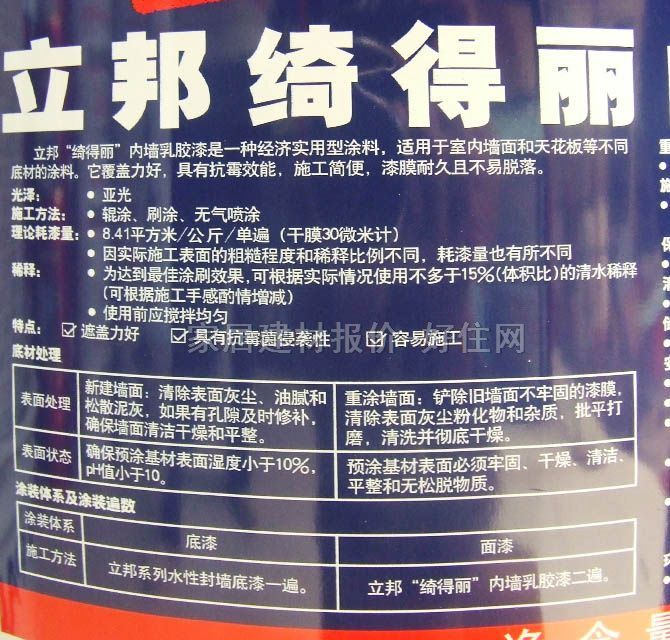 立邦绮得丽
立邦“绮得丽”内墙乳胶漆是一种经济实用型涂料，适用于室内墙面和天花板等不同
底材的涂料。它覆盖力好，具有抗霉效能，施工简便，漆膜耐久且不易脱落。
光泽： • 亚光
施工方法： • 辊涂、刷涂、无气喷涂
理论耗漆量： • 8.41平方米/公斤/单遍（干膜30微米计）
• 因实际施工表面的粗糙程度和稀释比例不同，耗漆量也有所不同
稀释： • 为达到最佳涂刷效果,可根据实际情况使用不多于15%(体积比)的清水稀释
(可根据施工手感酌情增减)
• 使用前应搅拌均匀
特点： ☑ 遮盖力好 ☑ 具有抗霉菌侵袭性 ☑ 容易施工
家居建材报价 好住网
底材处理
表面处理
新建墙面：清除表面灰尘、油腻和
松散泥灰，如果有孔隙及时修补，
确保墙面清洁干燥和平整。
重涂墙面：铲除旧墙面不牢固的漆膜，
清除表面灰尘粉化物和杂质，批平打
磨，清洗并彻底干燥。
表面状态
确保预涂基材表面湿度小于10%，
pH值小于10。
预涂基材表面必须牢固、干燥、清洁、
平整和无松脱物质。
涂装体系及涂装遍数
涂装体系 底漆 面漆
施工方法 立邦系列水性封墙底漆一遍。 立邦“绮得丽”内墙乳胶漆二遍。
净含量